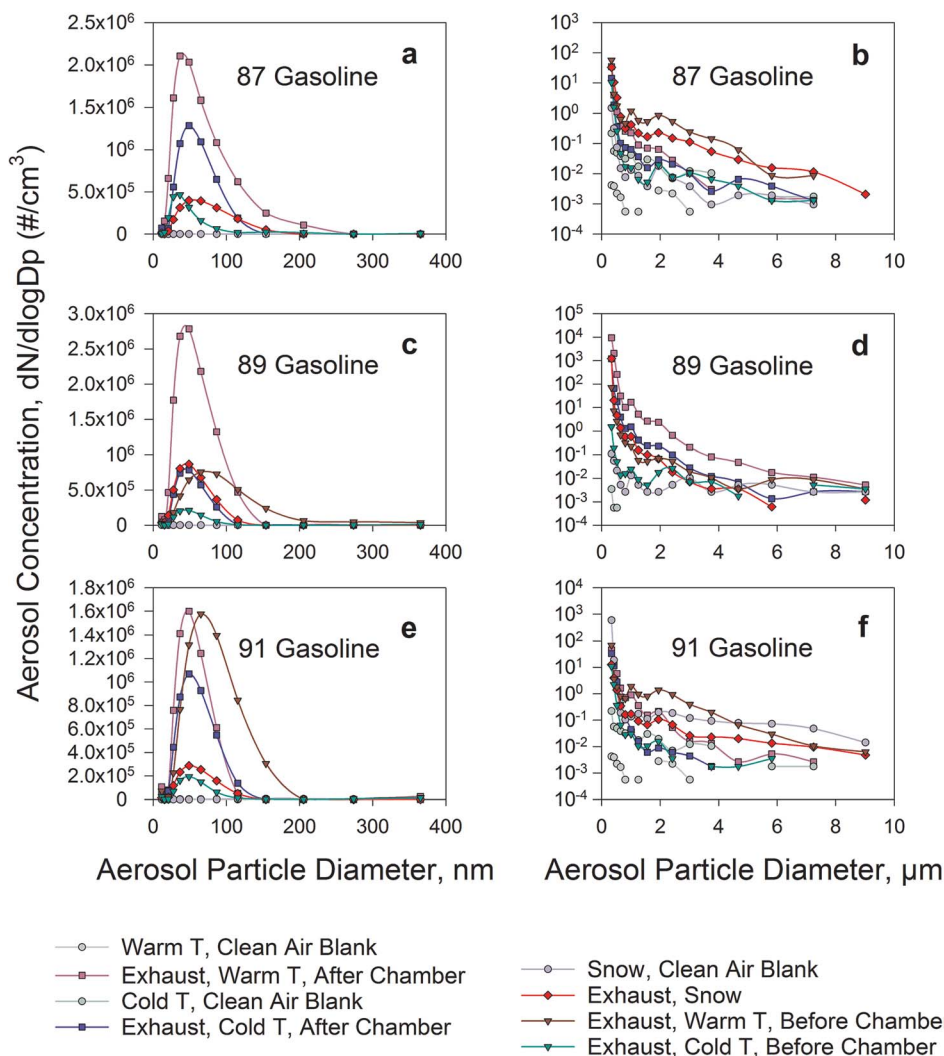 Aerosol Concentration, dN/dlogDp (#/cm³)
a
87 Gasoline
2.5x10⁶
2.0x10⁶
1.5x10⁶
10⁶
5.0x10⁵
0
0 100 200 300 400
b
87 Gasoline
10³
10²
10¹
10⁰
10⁻¹
10⁻²
10⁻³
10⁻⁴
0 2 4 6 8 10
c
89 Gasoline
3.0x10⁶
2.5x10⁶
2.0x10⁶
1.5x10⁶
10⁶
5.0x10⁵
0
0 100 200 300 400
d
89 Gasoline
10⁵
10⁴
10³
10²
10¹
10⁰
10⁻¹
10⁻²
10⁻³
10⁻⁴
0 2 4 6 8 10
e
91 Gasoline
1.8x10⁶
1.6x10⁶
1.4x10⁶
1.2x10⁶
10⁶
8.0x10⁵
6.0x10⁵
4.0x10⁵
2.0x10⁵
0
0 100 200 300 400
f
91 Gasoline
10⁴
10³
10²
10¹
10⁰
10⁻¹
10⁻²
10⁻³
10⁻⁴
0 2 4 6 8 10
Aerosol Particle Diameter, nm
Aerosol Particle Diameter, µm
Warm T, Clean Air Blank
Exhaust, Warm T, After Chamber
Cold T, Clean Air Blank
Exhaust, Cold T, After Chamber
Snow, Clean Air Blank
Exhaust, Snow
Exhaust, Warm T, Before Chambe
Exhaust, Cold T, Before Chamber